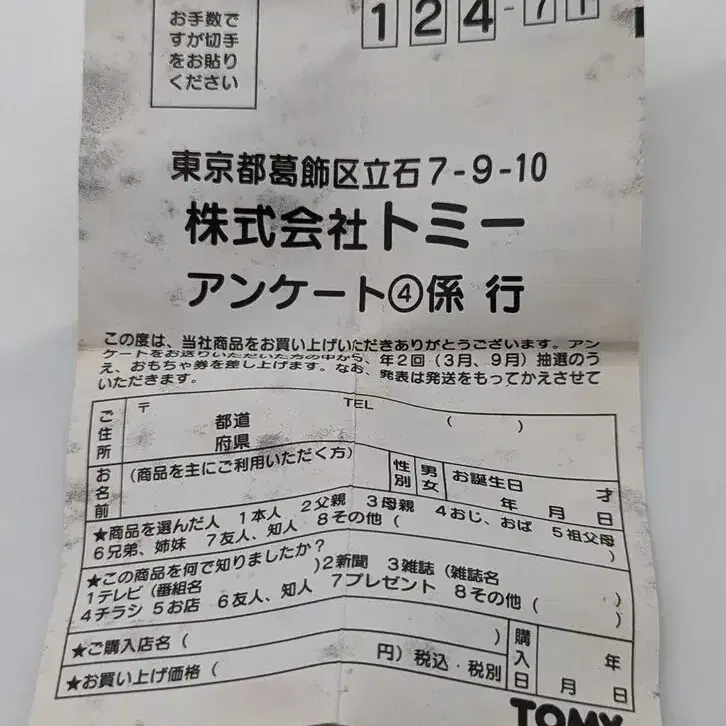 お手数で
すが切手
をお貼り
ください
124-71
東京都葛飾区立石7-9-10
株式会社トミー
アンケート④係 行
この度は、当社商品をお買い上げいただきありがとうございます。アン
ケートをお送りいただいた方の中から、年2回(3月、9月)抽選のう
え、おもちゃ券を差し上げます。なお、発表は発送をもってかえさせて
いただきます。
ご住所 〒 都道府県 TEL ( )
お名前 (商品を主にご利用いただく方) 性別 男 女 お誕生日 才 年 月 日
★商品を選んだ人 1本人 2父親 3母親 4おじ、おば 5祖父母
6兄弟、姉妹 7友人、知人 8その他 ( )
★この商品を何で知りましたか?
1テレビ (番組名 )2新聞 3雑誌 (雑誌名 )
4チラシ 5お店 6友人、知人 7プレゼント 8その他 ( )
★ご購入店名 ( ) 購入日 年 月 日
★お買い上げ価格 ( 円) 税込・税別
TOMY